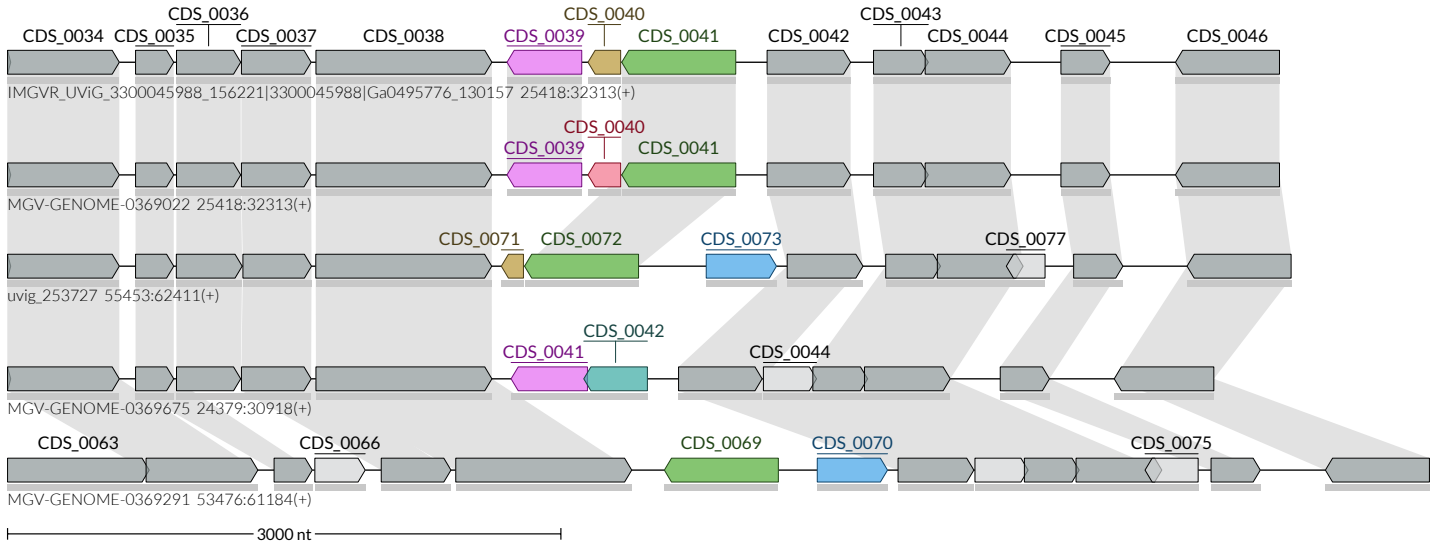 CDS_0036 CDS_0040 CDS_0043
CDS_0034 CDS_0035 CDS_0037 CDS_0038 CDS_0039 CDS_0041 CDS_0042 CDS_0044 CDS_0045 CDS_0046
IMGVR_UViG_3300045988_156221|3300045988|Ga0495776_130157 25418:32313(+)
CDS_0040
CDS_0039 CDS_0041
MGV-GENOME-0369022 25418:32313(+)
CDS_0071 CDS_0072 CDS_0073 CDS_0077
uvig_253727 55453:62411(+)
CDS_0042
CDS_0041 CDS_0044
MGV-GENOME-0369675 24379:30918(+)
CDS_0063 CDS_0066 CDS_0069 CDS_0070 CDS_0075
MGV-GENOME-0369291 53476:61184(+)
3000 nt